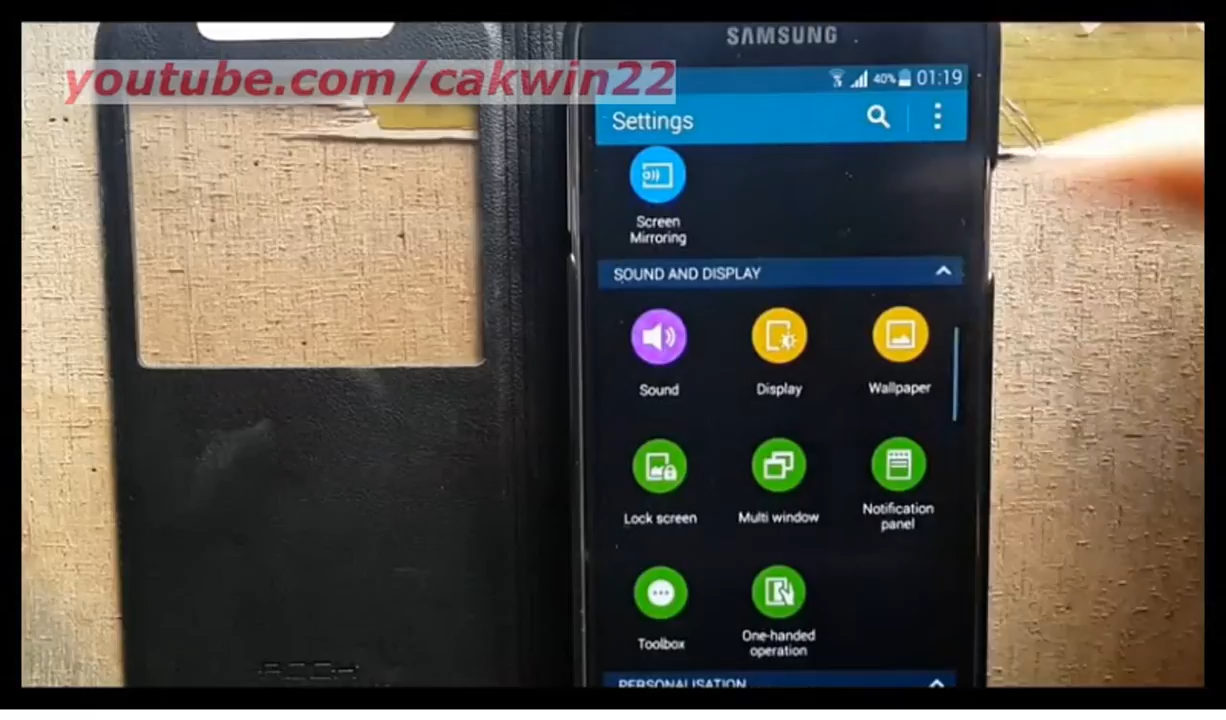 SAMSUNG
youtube.com/cakwin22
40% 01:19
Settings
Screen
Mirroring
SOUND AND DISPLAY
Sound
Display
Wallpaper
Lock screen
Multi window
Notification
panel
Toolbox
One-handed
operation
PERSONALISATION